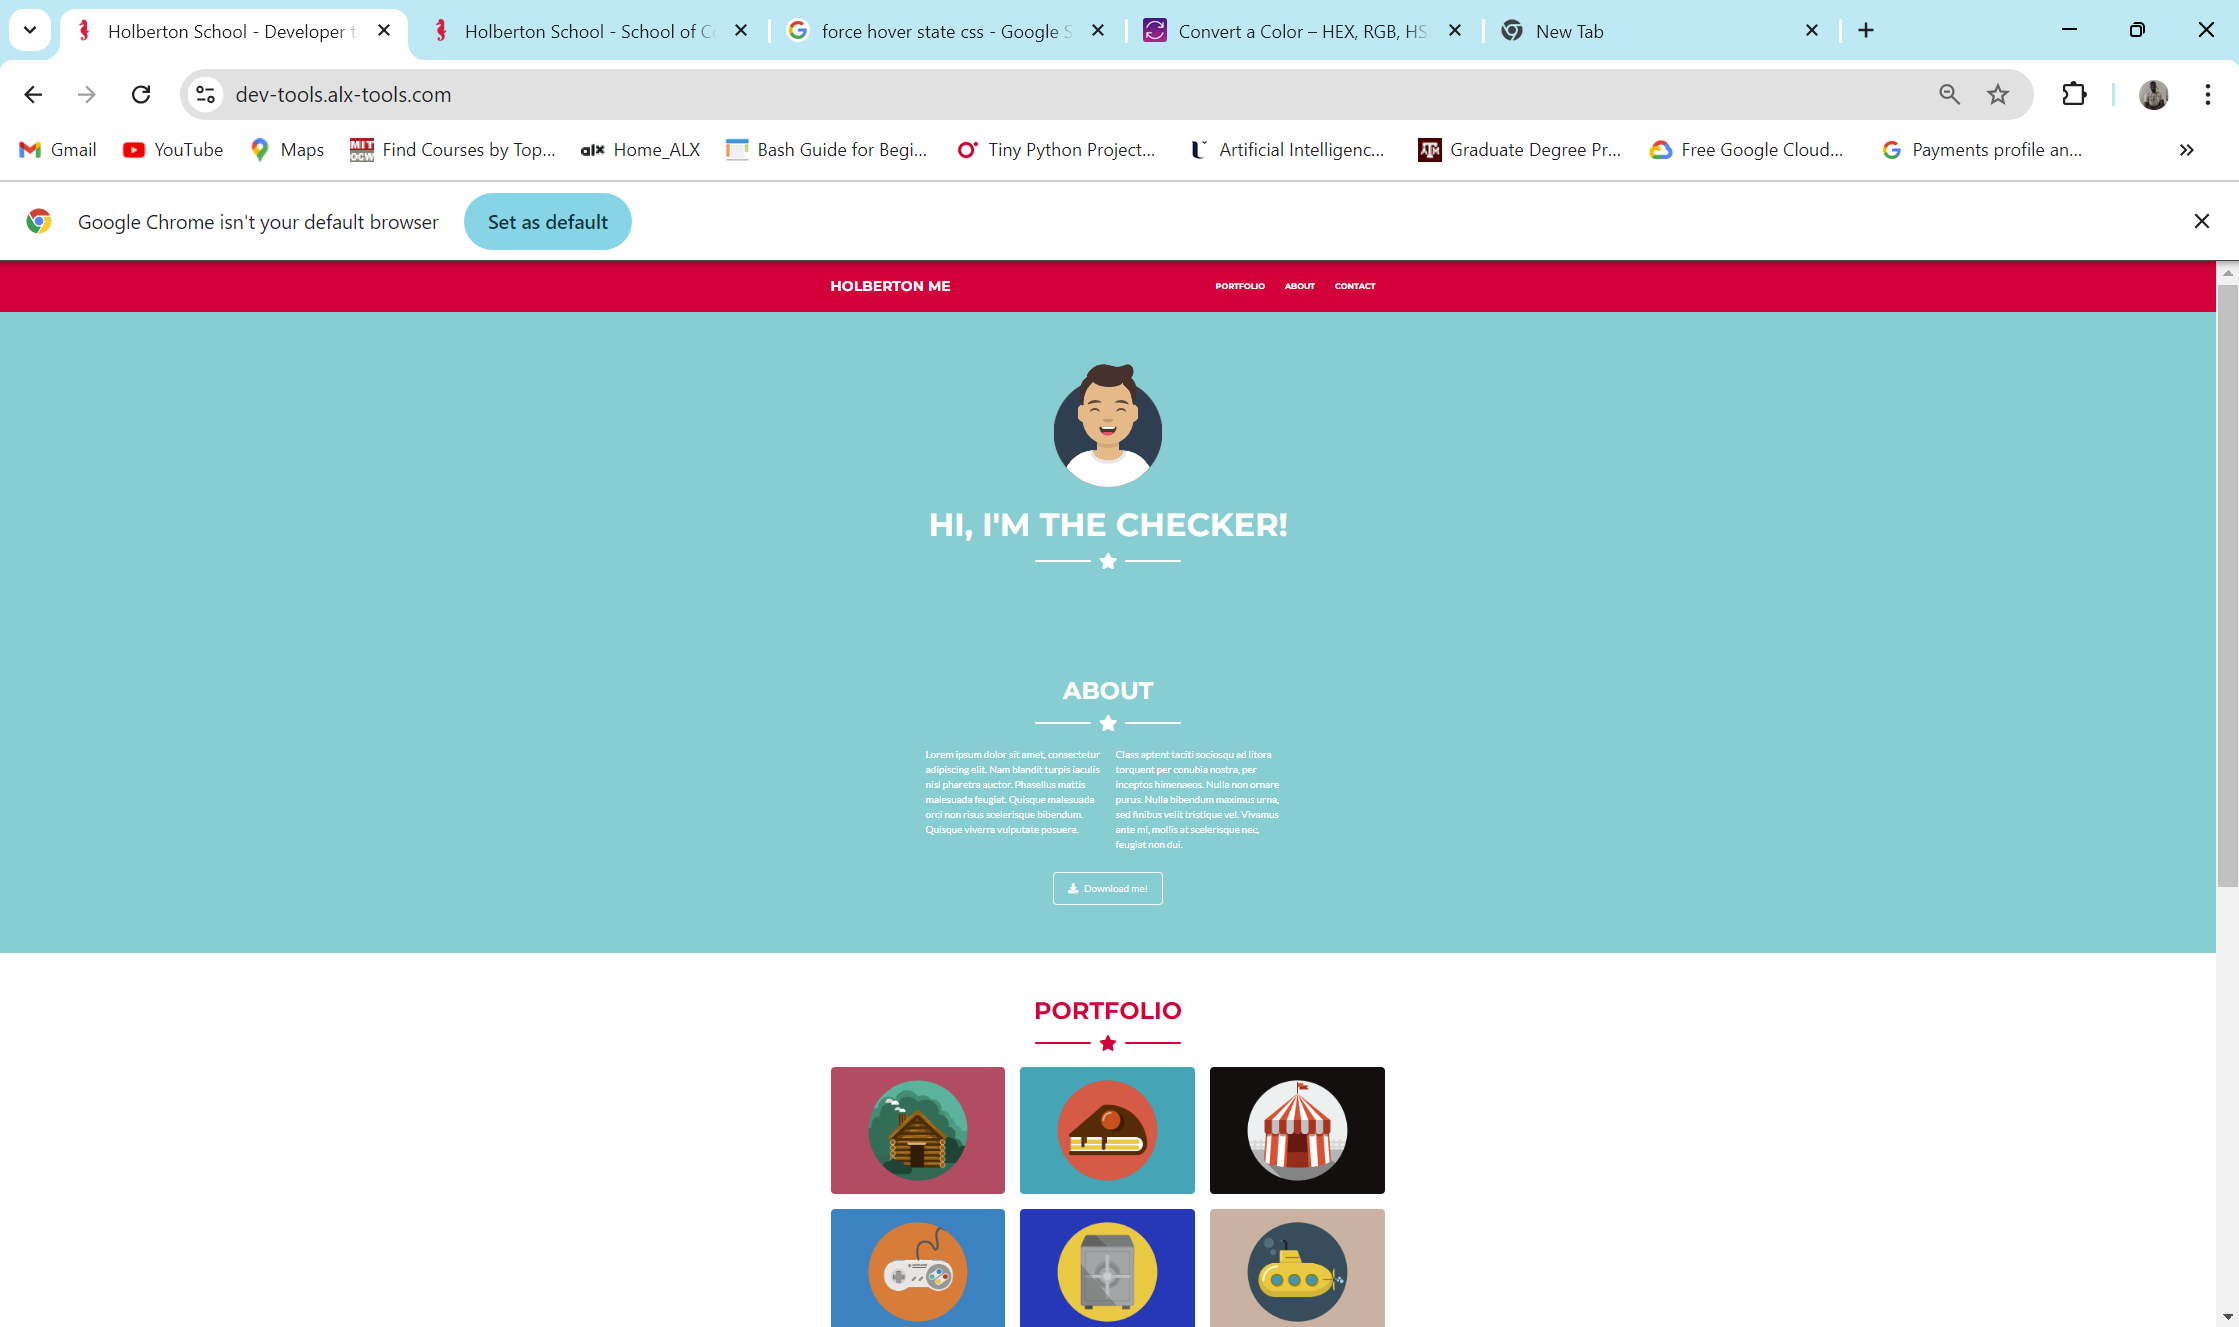 Holberton School - Developer t
Holberton School - School of Co
force hover state css - Google S
Convert a Color – HEX, RGB, HS
New Tab
dev-tools.alx-tools.com
Gmail
YouTube
Maps
MIT OCW
Find Courses by Top...
alx
Home_ALX
Bash Guide for Begi...
Tiny Python Project...
Artificial Intelligenc...
Graduate Degree Pr...
Free Google Cloud...
Payments profile an...
Google Chrome isn't your default browser
Set as default
HOLBERTON ME
PORTFOLIO
ABOUT
CONTACT
HI, I'M THE CHECKER!
ABOUT
Lorem ipsum dolor sit amet, consectetur
adipiscing elit. Nam blandit turpis iaculis
nisl pharetra auctor. Phasellus mattis
malesuada feugiat. Quisque malesuada
orci non risus scelerisque bibendum.
Quisque viverra vulputate posuere.
Class aptent taciti sociosqu ad litora
torquent per conubia nostra, per
inceptos himenaeos. Nulla non ornare
purus. Nulla bibendum maximus urna,
sed finibus velit tristique vel. Vivamus
ante mi, mollis at scelerisque nec,
feugiat non dui.
Download me!
PORTFOLIO